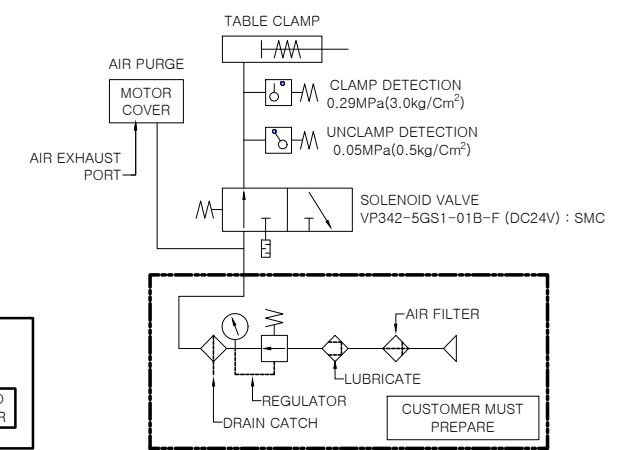 TABLE CLAMP
AIR PURGE
MOTOR
COVER
CLAMP DETECTION
0.29MPa(3.0kg/Cm²)
UNCLAMP DETECTION
0.05MPa(0.5kg/Cm²)
AIR EXHAUST
PORT
SOLENOID VALVE
VP342-5GS1-01B-F (DC24V) : SMC
AIR FILTER
LUBRICATE
REGULATOR
DRAIN CATCH
CUSTOMER MUST
PREPARE